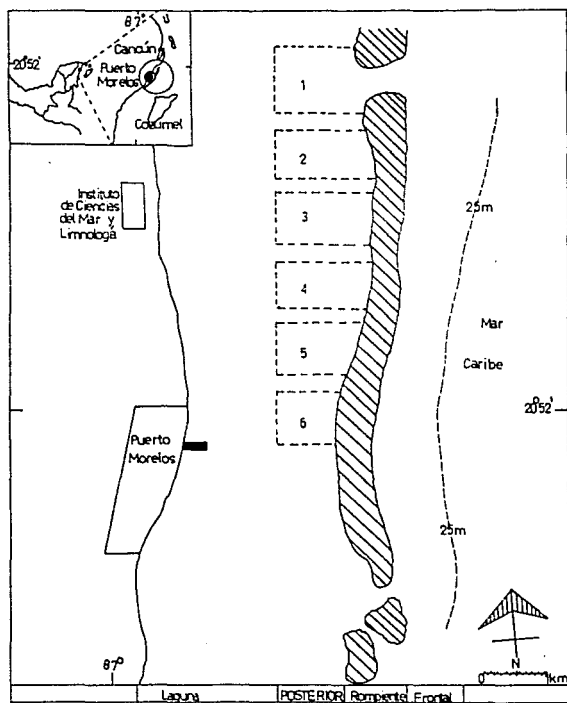 87°
Cancún
20°52'
Puerto
Morelos
Cozumel
Instituto
de Ciencias
del Mar y
Limnología
1
2
3
4
5
6
25m
Mar
Caribe
20°52'
Puerto
Morelos
25m
N
0 km
87°
Laguna POSTERIOR Rompiente Frontal